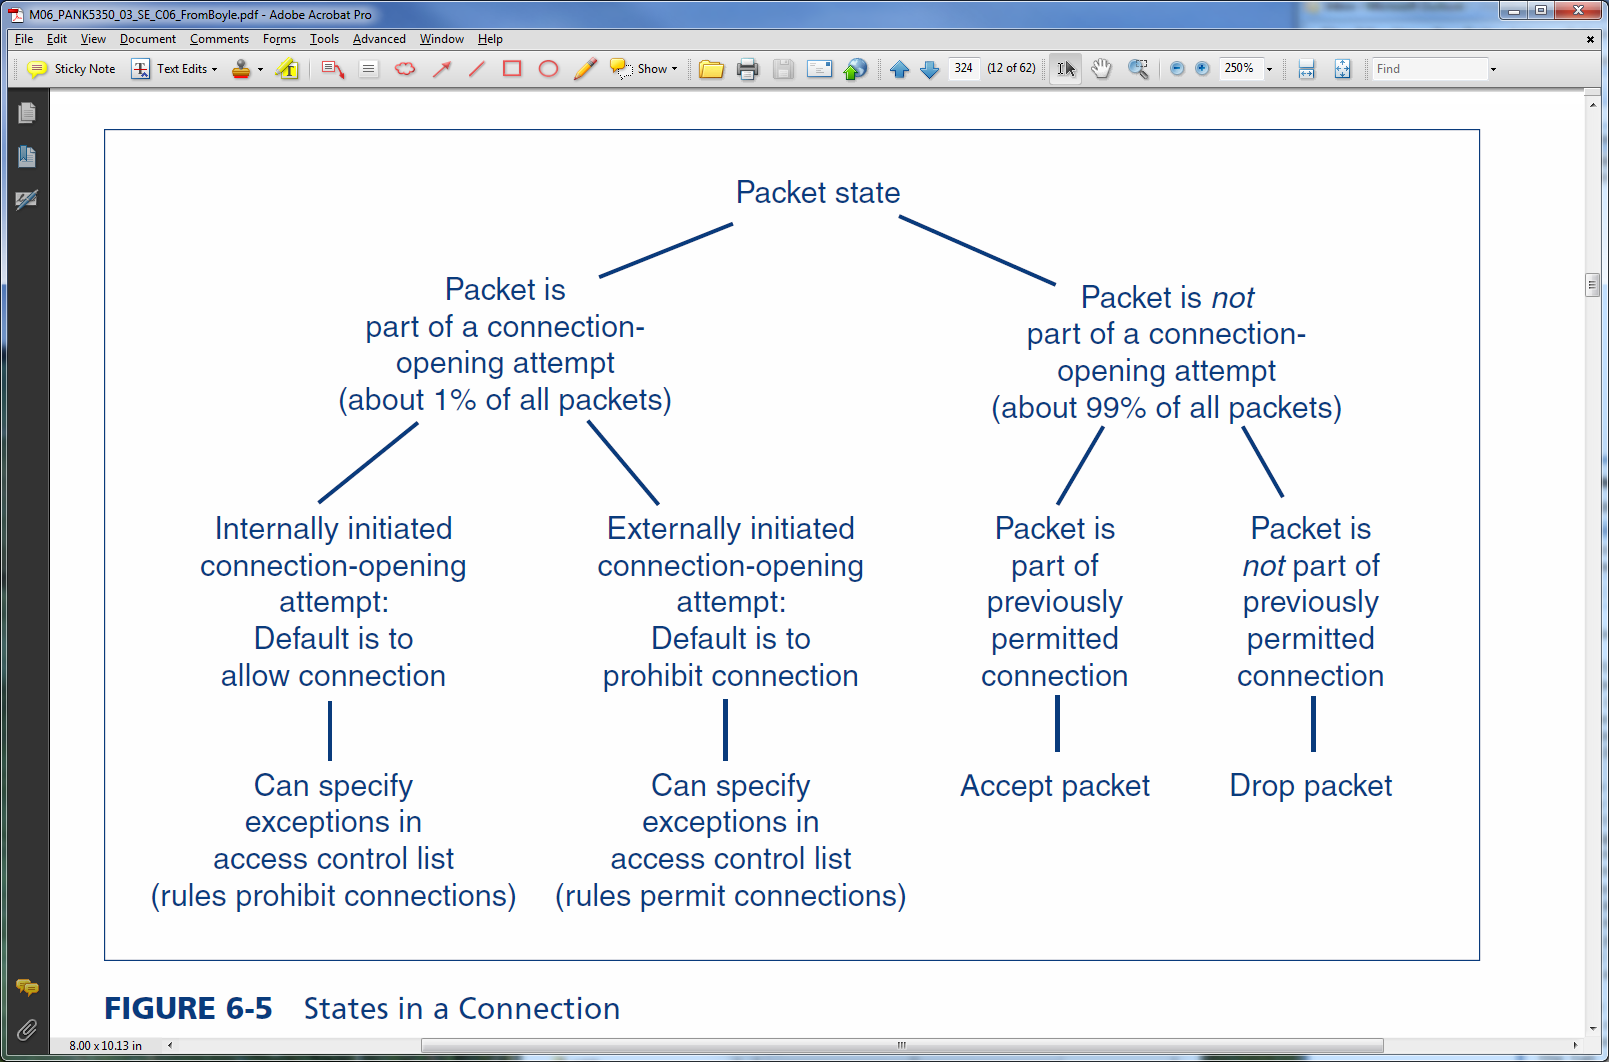 M06_PANK5350_03_SE_C06_FromBoyle.pdf - Adobe Acrobat Pro
File Edit View Document Comments Forms Tools Advanced Window Help
Sticky Note Text Edits Show 324 (12 of 62) 250% Find
Packet state
Packet is
part of a connection-
opening attempt
(about 1% of all packets)
Packet is not
part of a connection-
opening attempt
(about 99% of all packets)
Internally initiated
connection-opening
attempt:
Default is to
allow connection
Externally initiated
connection-opening
attempt:
Default is to
prohibit connection
Packet is
part of
previously
permitted
connection
Packet is
not part of
previously
permitted
connection
Can specify
exceptions in
access control list
(rules prohibit connections)
Can specify
exceptions in
access control list
(rules permit connections)
Accept packet
Drop packet
FIGURE 6-5 States in a Connection
8.00 x 10.13 in